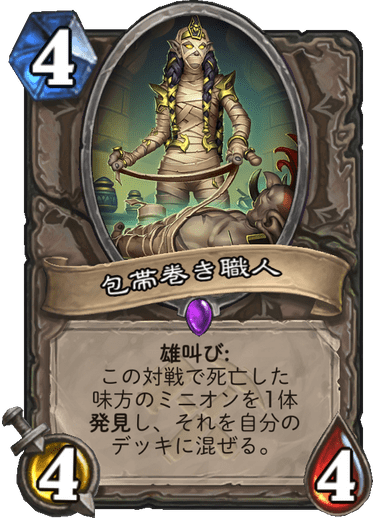 4
包帯巻き職人
雄叫び:
この対戦で死亡した
味方のミニオンを1体
発見し、それを自分の
デッキに混ぜる。
4
4